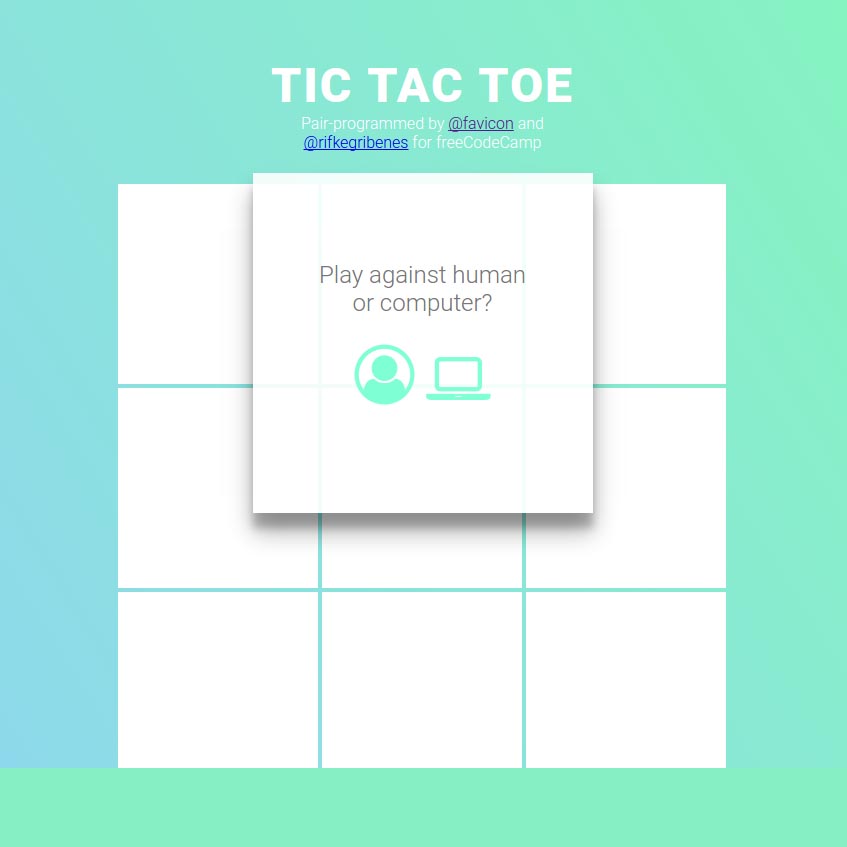 TIC TAC TOE
Pair-programmed by @favicon and
@rifkegribenes for freeCodeCamp
Play against human
or computer?